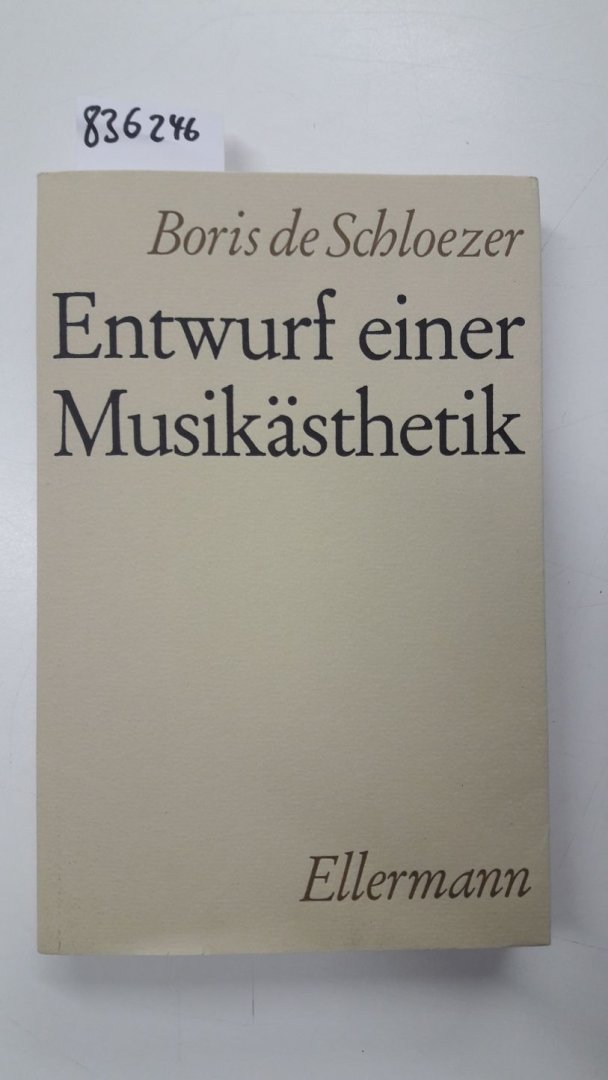 836246
Boris de Schloezer
Entwurf einer
Musikästhetik
Ellermann